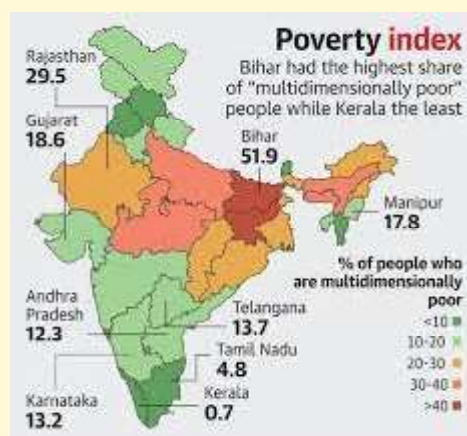 Poverty index
Bihar had the highest share
of "multidimensionally poor"
people while Kerala the least
Rajasthan
29.5
Gujarat
18.6
Bihar
51.9
Manipur
17.8
% of people who
are multidimensionally
poor
<10
10-20
20-30
30-40
>40
Andhra
Pradesh
12.3
Telangana
13.7
Tamil Nadu
4.8
Karnataka
13.2
Kerala
0.7